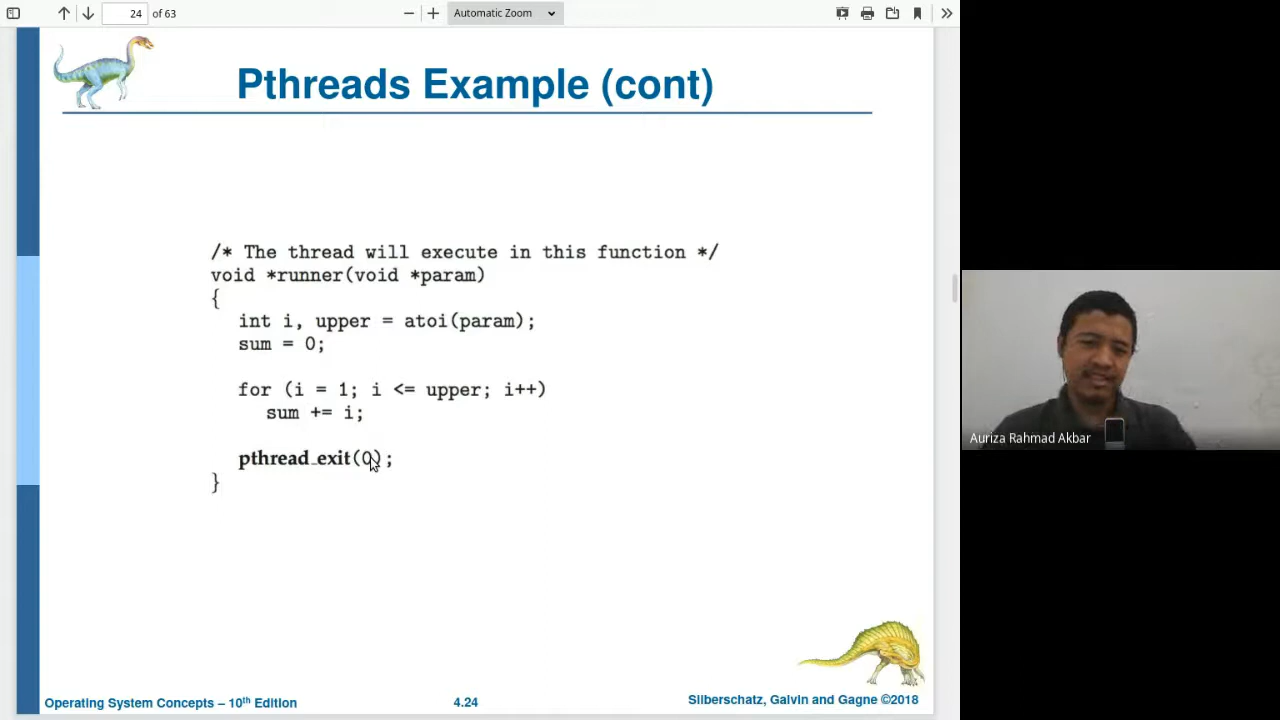 24 of 63
Automatic Zoom
Pthreads Example (cont)
/* The thread will execute in this function */
void *runner(void *param)
{
int i, upper = atoi(param);
sum = 0;
for (i = 1; i <= upper; i++)
sum += i;
pthread_exit(0);
}
Auriza Rahmad Akbar
Operating System Concepts – 10th Edition
4.24
Silberschatz, Galvin and Gagne ©2018